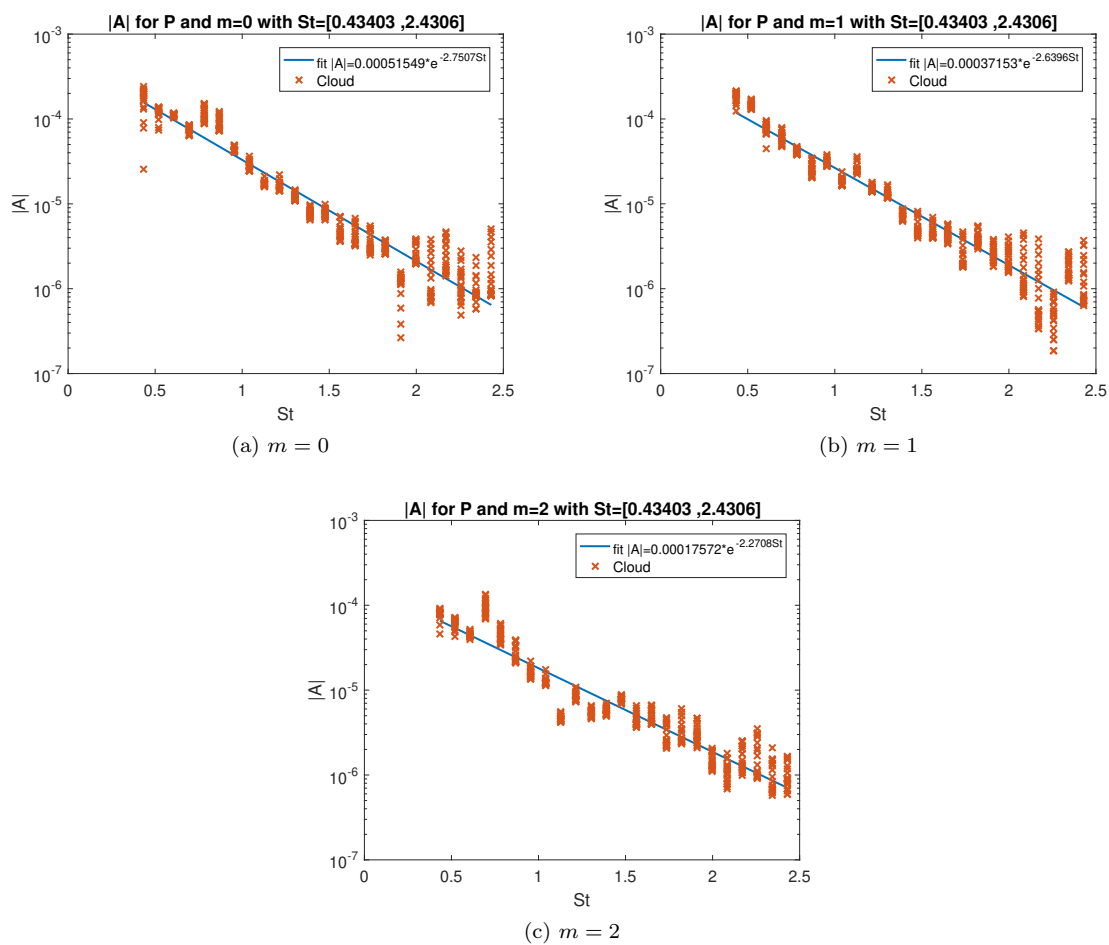 |A| for P and m=0 with St=[0.43403 ,2.4306]
10^-3
10^-4
10^-5
10^-6
10^-7
|A|
fit |A|=0.00051549*e^-2.7507St
Cloud
0 0.5 1 1.5 2 2.5
St
(a) m = 0
|A| for P and m=1 with St=[0.43403 ,2.4306]
10^-3
10^-4
10^-5
10^-6
10^-7
|A|
fit |A|=0.00037153*e^-2.6396St
Cloud
0 0.5 1 1.5 2 2.5
St
(b) m = 1
|A| for P and m=2 with St=[0.43403 ,2.4306]
10^-3
10^-4
10^-5
10^-6
10^-7
|A|
fit |A|=0.00017572*e^-2.2708St
Cloud
0 0.5 1 1.5 2 2.5
St
(c) m = 2